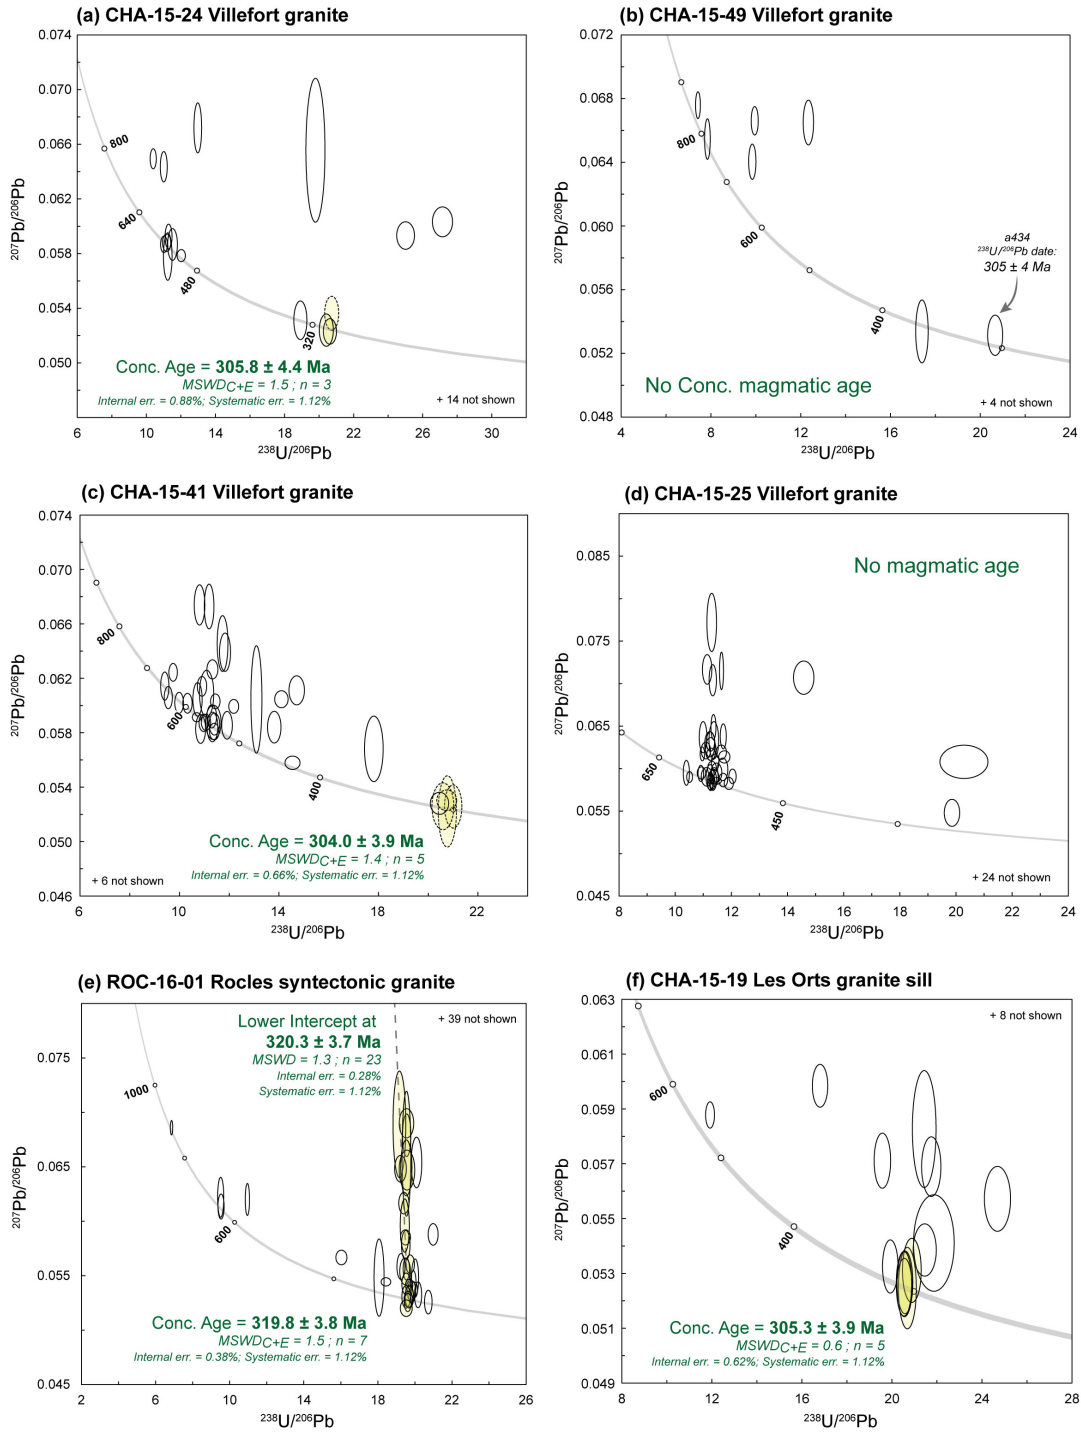 (a) CHA-15-24 Villefort granite
0.074
0.070
0.066
0.062
0.058
0.054
0.050
207Pb/206Pb
800
640
480
320
Conc. Age = 305.8 ± 4.4 Ma
MSWDC+E = 1.5 ; n = 3
Internal err. = 0.88%; Systematic err. = 1.12%
+ 14 not shown
6 10 14 18 22 26 30
238U/206Pb
(b) CHA-15-49 Villefort granite
0.072
0.068
0,064
0.060
0.056
0.052
0.048
207Pb/206Pb
800
600
400
a434
238U/206Pb date:
305 ± 4 Ma
No Conc. magmatic age
+ 4 not shown
4 8 12 16 20 24
238U/206Pb
(c) CHA-15-41 Villefort granite
0.074
0.070
0.066
0.062
0.058
0.054
0.050
0.046
207Pb/206Pb
800
600
400
Conc. Age = 304.0 ± 3.9 Ma
MSWDC+E = 1.4 ; n = 5
Internal err. = 0.66%; Systematic err. = 1.12%
+ 6 not shown
6 10 14 18 22
238U/206Pb
(d) CHA-15-25 Villefort granite
0.085
0.075
0.065
0.055
0.045
207Pb/206Pb
No magmatic age
650
450
+ 24 not shown
8 10 12 14 16 18 20 22 24
238U/206Pb
(e) ROC-16-01 Rocles syntectonic granite
0.075
0.065
0.055
0.045
207Pb/206Pb
Lower Intercept at
320.3 ± 3.7 Ma
MSWD = 1.3 ; n = 23
Internal err. = 0.28%
Systematic err. = 1.12%
+ 39 not shown
1000
600
Conc. Age = 319.8 ± 3.8 Ma
MSWDC+E = 1.5 ; n = 7
Internal err. = 0.38%; Systematic err. = 1.12%
2 6 10 14 18 22 26
238U/206Pb
(f) CHA-15-19 Les Orts granite sill
0.063
0.061
0.059
0.057
0.055
0.053
0.051
0.049
207Pb/206Pb
+ 8 not shown
600
400
Conc. Age = 305.3 ± 3.9 Ma
MSWDC+E = 0.6 ; n = 5
Internal err. = 0.62%; Systematic err. = 1.12%
8 12 16 20 24 28
238U/206Pb